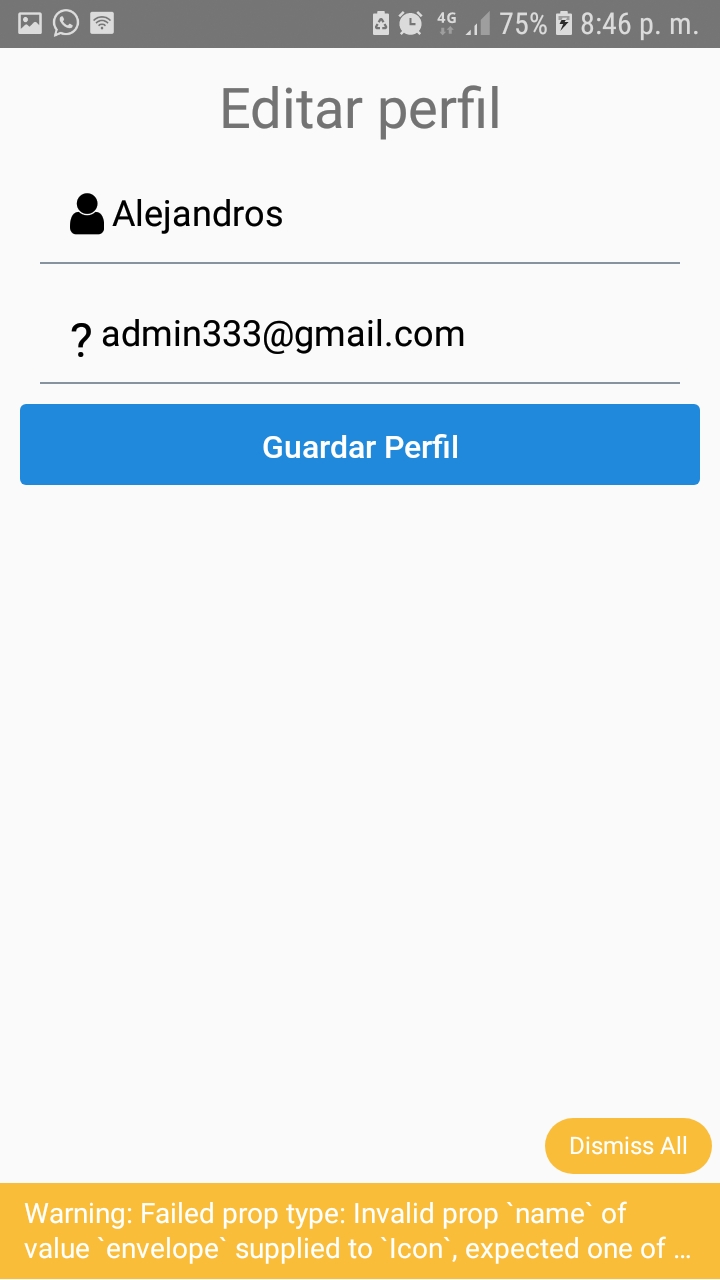 4G 75% 8:46 p. m.
Editar perfil
Alejandros
? admin333@gmail.com
Guardar Perfil
Dismiss All
Warning: Failed prop type: Invalid prop `name` of
value `envelope` supplied to `Icon`, expected one of ...